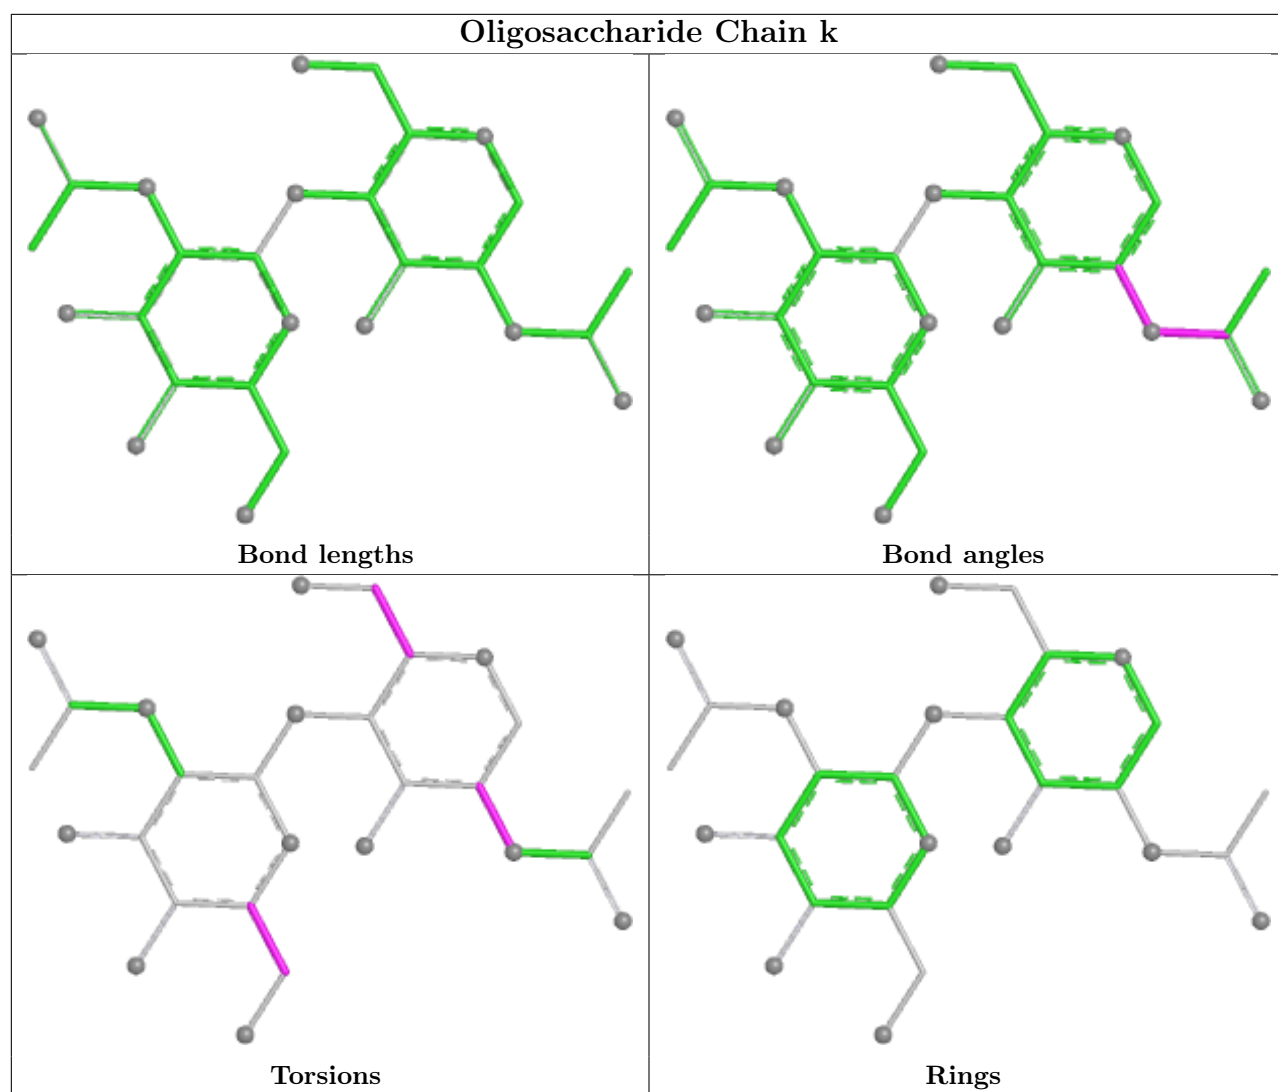 Oligosaccharide Chain k
Bond lengths
Bond angles
Torsions
Rings